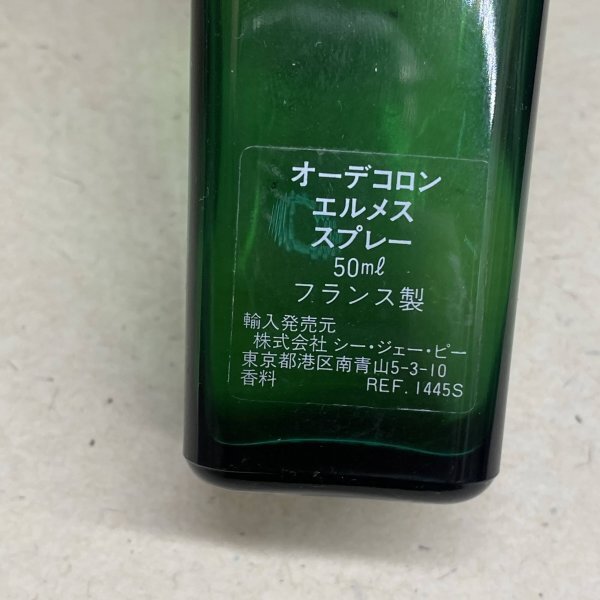 オーデコロン
エルメス
スプレー
50㎖
フランス製
輸入発売元
株式会社 シー・ジェー・ピー
東京都港区南青山5-3-10
香料 REF. 1445S